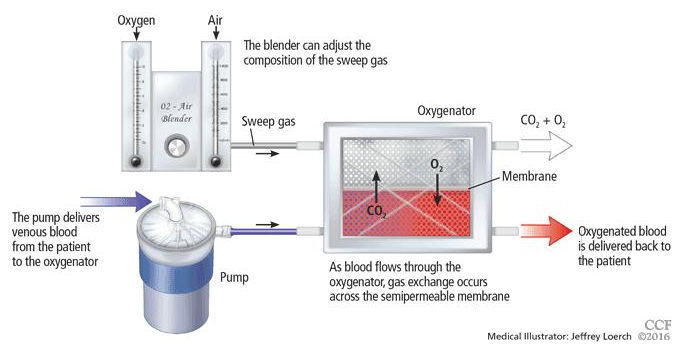 Oxygen
Air
The blender can adjust the
composition of the sweep gas
02 - Air
Blender
Sweep gas
Oxygenator
CO₂ + O₂
O₂
CO₂
Membrane
The pump delivers
venous blood
from the patient
to the oxygenator
Pump
As blood flows through the
oxygenator, gas exchange occurs
across the semipermeable membrane
Oxygenated blood
is delivered back to
the patient
CCF
Medical Illustrator: Jeffrey Loerch ©2016